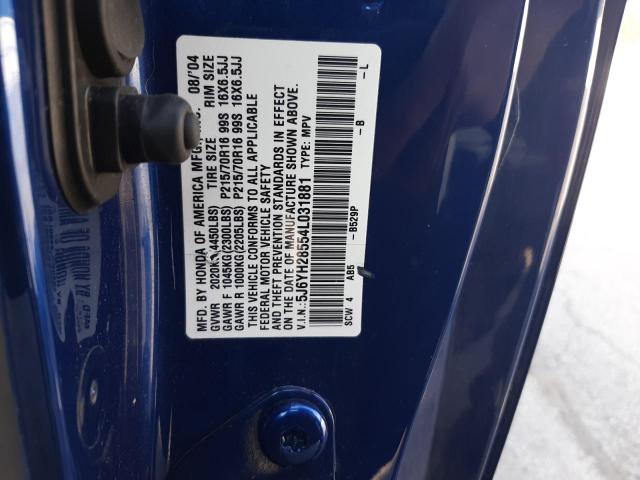 MFD. BY HONDA OF AMERICA MFG., INC. 08/'04
GVWR 2020KG(4450LBS) TIRE SIZE RIM SIZE
GAWR F 1045KG(2300LBS) P215/70R16 99S 16X6.5JJ
GAWR R 1000KG(2205LBS) P215/70R16 99S 16X6.5JJ
THIS VEHICLE CONFORMS TO ALL APPLICABLE
FEDERAL MOTOR VEHICLE SAFETY
AND THEFT PREVENTION STANDARDS IN EFFECT
ON THE DATE OF MANUFACTURE SHOWN ABOVE.
V.I.N.: 5J6YH28554L031881 TYPE: MPV
-B529P -B -L
SCW 4 AB5